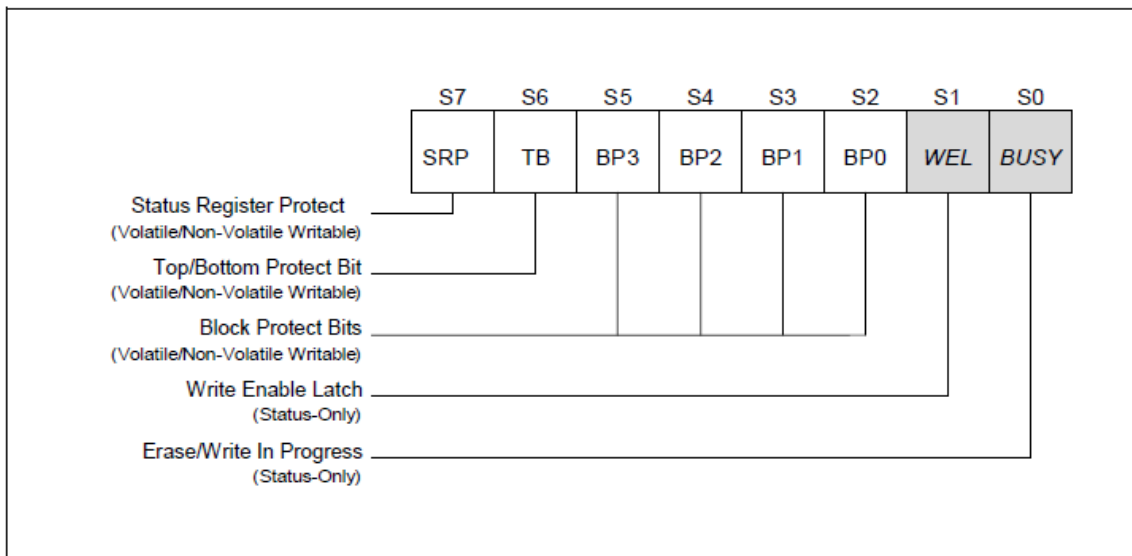 S7 S6 S5 S4 S3 S2 S1 S0
SRP TB BP3 BP2 BP1 BP0 WEL BUSY
Status Register Protect
(Volatile/Non-Volatile Writable)
Top/Bottom Protect Bit
(Volatile/Non-Volatile Writable)
Block Protect Bits
(Volatile/Non-Volatile Writable)
Write Enable Latch
(Status-Only)
Erase/Write In Progress
(Status-Only)